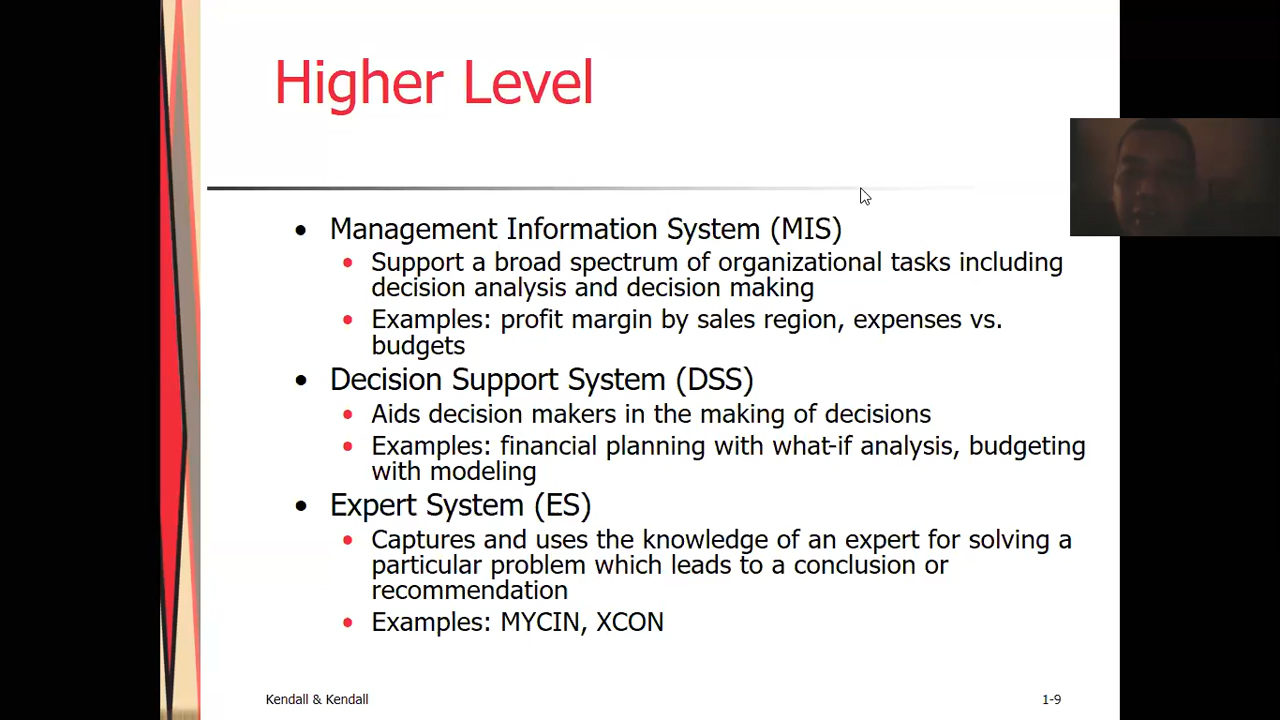 Higher Level
• Management Information System (MIS)
• Support a broad spectrum of organizational tasks including
decision analysis and decision making
• Examples: profit margin by sales region, expenses vs.
budgets
• Decision Support System (DSS)
• Aids decision makers in the making of decisions
• Examples: financial planning with what-if analysis, budgeting
with modeling
• Expert System (ES)
• Captures and uses the knowledge of an expert for solving a
particular problem which leads to a conclusion or
recommendation
• Examples: MYCIN, XCON
Kendall & Kendall
1-9